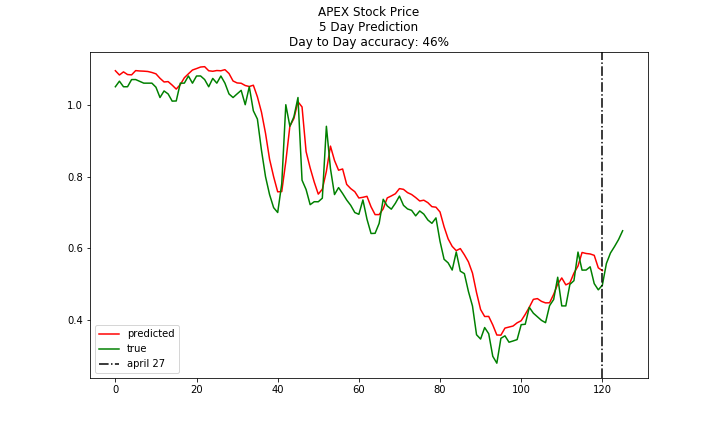 APEX Stock Price
5 Day Prediction
Day to Day accuracy: 46%
1.0
0.8
0.6
0.4
predicted
true
april 27
0 20 40 60 80 100 120